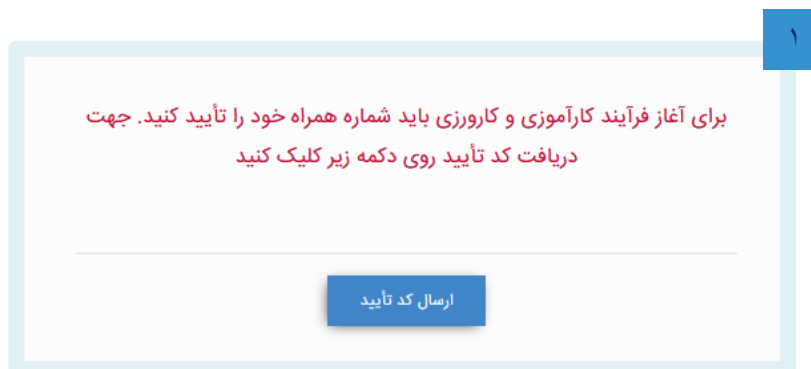 ۱
برای آغاز فرآیند کارآموزی و کارورزی باید شماره همراه خود را تأیید کنید. جهت
دریافت کد تأیید روی دکمه زیر کلیک کنید
ارسال کد تأیید